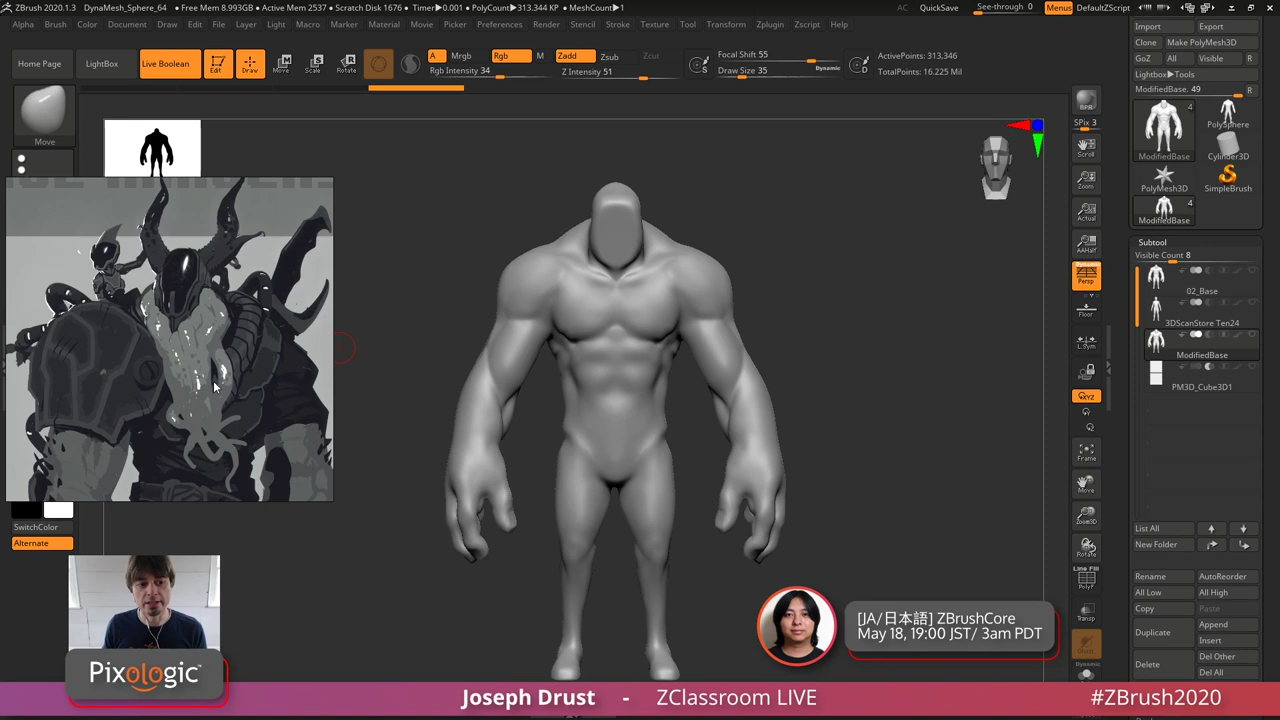 ZBrush 2020.1.3 DynaMesh_Sphere_64 • Free Mem 8.993GB • Active Mem 2537 • Scratch Disk 1676 • Timer▶0.001 • PolyCount▶313.344 KP • MeshCount▶1
AC QuickSave See-through 0 Menus DefaultZScript
Alpha Brush Color Document Draw Edit File Layer Light Macro Marker Material Movie Picker Preferences Render Stencil Stroke Texture Tool Transform Zplugin Zscript Help
Home Page LightBox Live Boolean Edit Draw Move Scale Rotate
A Mrgb Rgb M Zadd Zsub Zcut
Rgb Intensity 34 Z Intensity 51
Focal Shift 55
Draw Size 35 Dynamic
S D
ActivePoints: 313,346
TotalPoints: 16.225 Mil
Import Export
Clone Make PolyMesh3D
GoZ All Visible R
Lightbox▶Tools
ModifiedBase. 49 R
4
ModifiedBase
PolySphere
Cylinder3D
PolyMesh3D SimpleBrush
4
ModifiedBase
Subtool
Visible Count 8
02_Base
3DScanStore Ten24
ModifiedBase
PM3D_Cube3D1
List All
New Folder
Rename AutoReorder
All Low All High
Copy Paste
Duplicate Append
Insert
Delete Del Other
Del All
BPR
SPix 3
Scroll
Zoom
Actual
AAHalf
Dynamic
Persp
Floor
L.Sym
XYZ
Frame
Move
Zoom3D
Rotate
Line Fill
PolyF
Transp
Ghost
Dynamic
Move
SwitchColor
Alternate
Pixologic™
[JA/日本語] ZBrushCore
May 18, 19:00 JST/ 3am PDT
Joseph Drust - ZClassroom LIVE #ZBrush2020